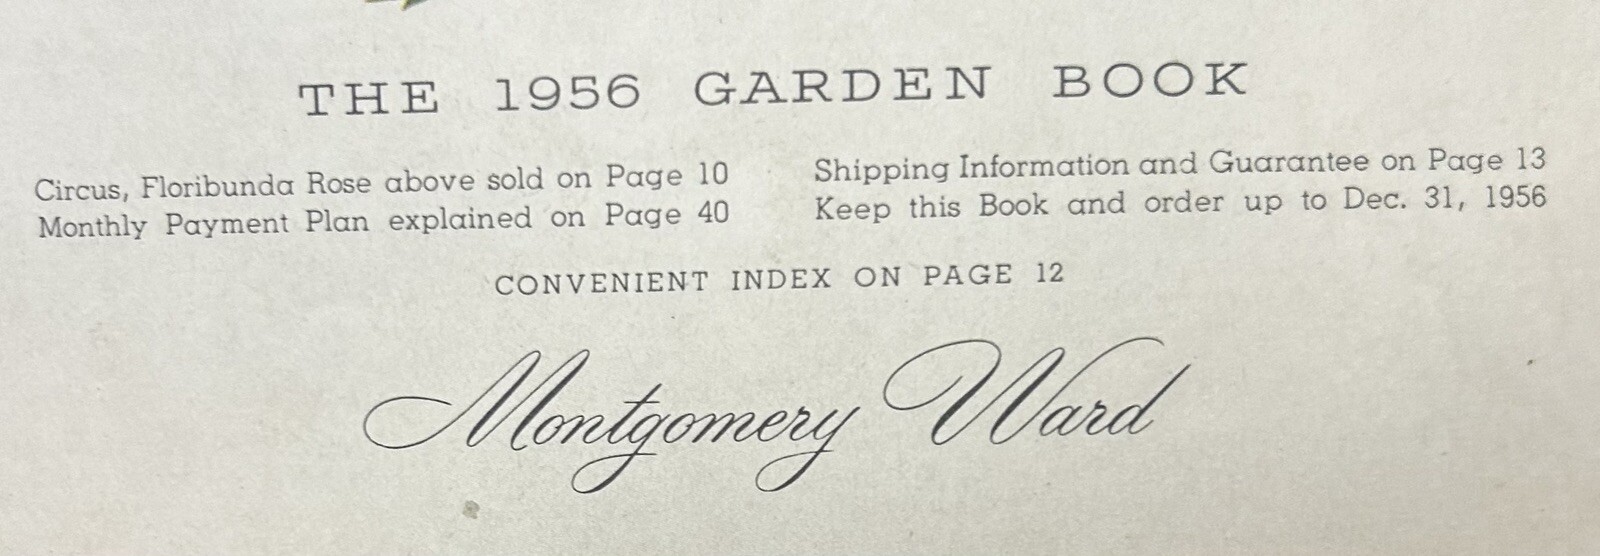 THE 1956 GARDEN BOOK
Circus, Floribunda Rose above sold on Page 10
Monthly Payment Plan explained on Page 40
Shipping Information and Guarantee on Page 13
Keep this Book and order up to Dec. 31, 1956
CONVENIENT INDEX ON PAGE 12
Montgomery Ward